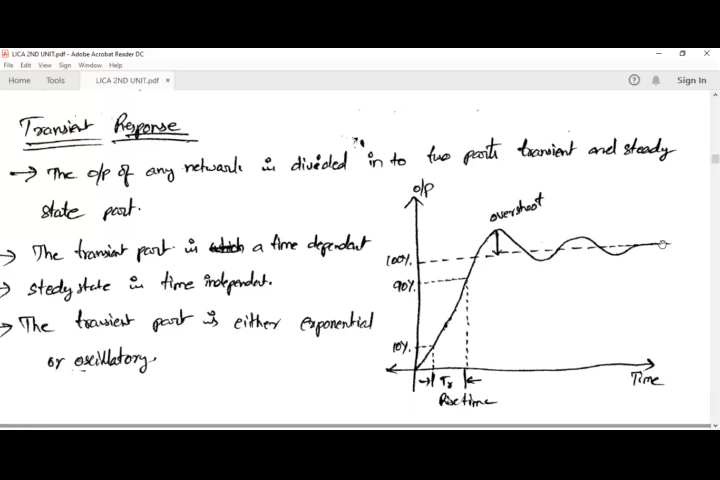 LICA 2ND UNIT.pdf - Adobe Acrobat Reader DC
File Edit View Sign Window Help
Home Tools LICA 2ND UNIT.pdf × Sign In
Transient Response
→ The o/p of any network is divided in to two parts transient and steady
state part.
→ The transient part is a time dependent
→ stedy state is time independent.
→ The transient part is either exponential
or oscillatory.
o/p
overshoot
100%
90%
10%
Tr
Rise time
Time